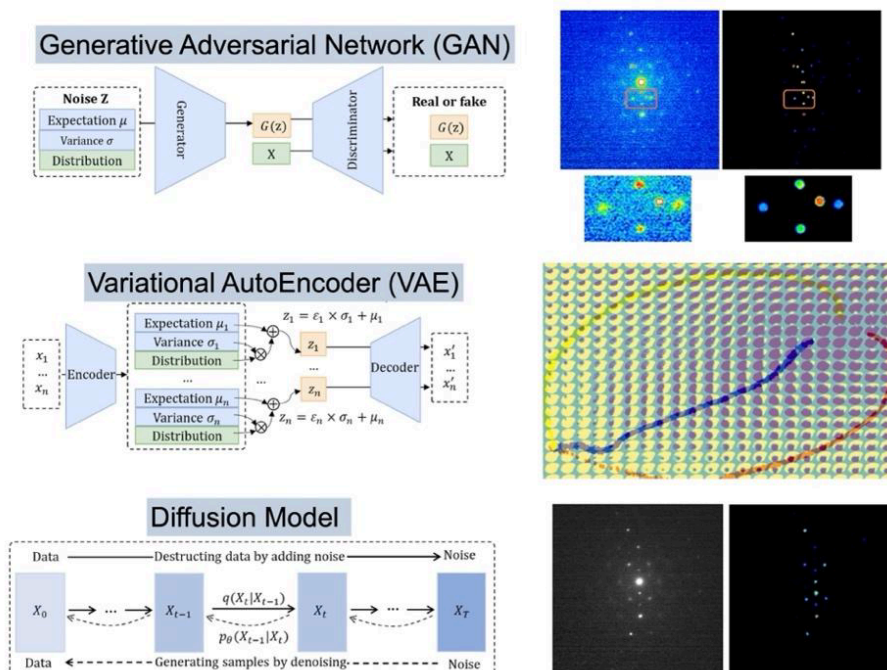 Generative Adversarial Network (GAN)
Noise Z
Expectation μ
Variance σ
Distribution
Generator
G(z)
X
Discriminator
Real or fake
G(z)
X
Variational AutoEncoder (VAE)
x₁
...
xₙ
Encoder
Expectation μ₁
Variance σ₁
Distribution
...
Expectation μₙ
Variance σₙ
Distribution
z₁ = ε₁ × σ₁ + μ₁
z₁
...
...
zₙ
zₙ = εₙ × σₙ + μₙ
Decoder
x₁′
...
xₙ′
Diffusion Model
Data Destructing data by adding noise Noise
X₀
...
Xₜ₋₁
q(Xₜ|Xₜ₋₁)
pθ(Xₜ₋₁|Xₜ)
Xₜ
...
X_T
Data Generating samples by denoising Noise